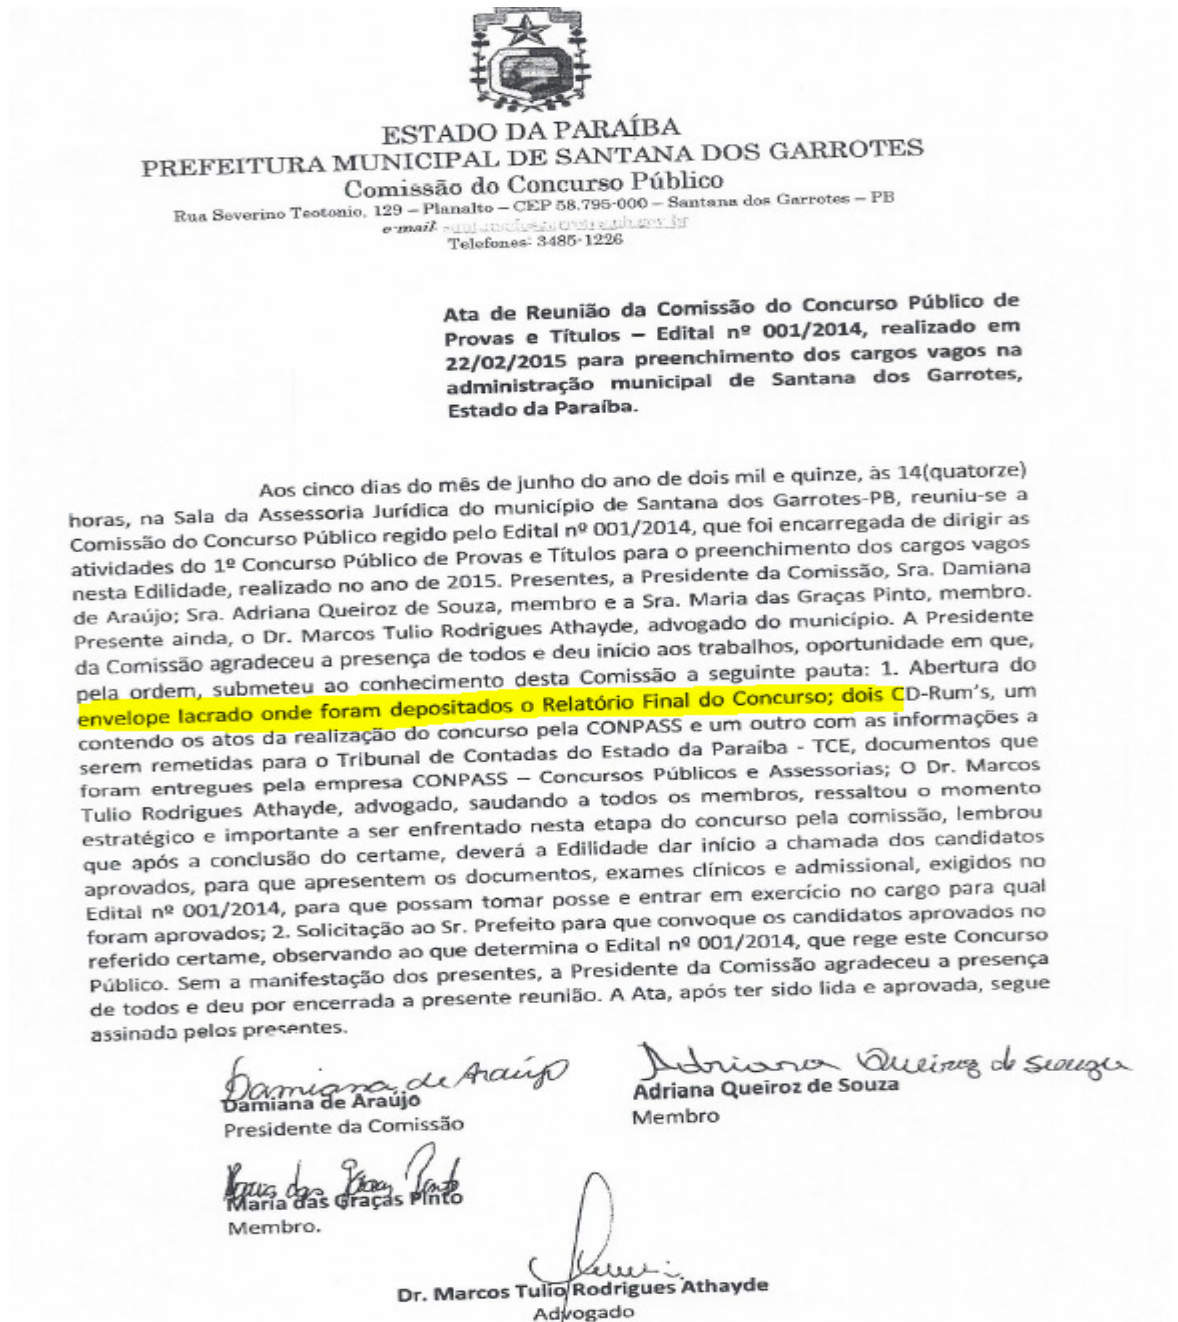 ESTADO DA PARAÍBA
PREFEITURA MUNICIPAL DE SANTANA DOS GARROTES
Comissão do Concurso Público
Rua Severino Teotonio, 129 – Planalto – CEP 58.795-000 – Santana dos Garrotes – PB
e-mail:
Telefones: 3485-1226
Ata de Reunião da Comissão do Concurso Público de
Provas e Títulos – Edital nº 001/2014, realizado em
22/02/2015 para preenchimento dos cargos vagos na
administração municipal de Santana dos Garrotes,
Estado da Paraíba.
Aos cinco dias do mês de junho do ano de dois mil e quinze, às 14(quatorze)
horas, na Sala da Assessoria Jurídica do município de Santana dos Garrotes-PB, reuniu-se a
Comissão do Concurso Público regido pelo Edital nº 001/2014, que foi encarregada de dirigir as
atividades do 1º Concurso Público de Provas e Títulos para o preenchimento dos cargos vagos
nesta Edilidade, realizado no ano de 2015. Presentes, a Presidente da Comissão, Sra. Damiana
de Araújo; Sra. Adriana Queiroz de Souza, membro e a Sra. Maria das Graças Pinto, membro.
Presente ainda, o Dr. Marcos Tulio Rodrigues Athayde, advogado do município. A Presidente
da Comissão agradeceu a presença de todos e deu início aos trabalhos, oportunidade em que,
pela ordem, submeteu ao conhecimento desta Comissão a seguinte pauta: 1. Abertura do
envelope lacrado onde foram depositados o Relatório Final do Concurso; dois CD-Rum's, um
contendo os atos da realização do concurso pela CONPASS e um outro com as informações a
serem remetidas para o Tribunal de Contadas do Estado da Paraíba - TCE, documentos que
foram entregues pela empresa CONPASS – Concursos Públicos e Assessorias; O Dr. Marcos
Tulio Rodrigues Athayde, advogado, saudando a todos os membros, ressaltou o momento
estratégico e importante a ser enfrentado nesta etapa do concurso pela comissão, lembrou
que após a conclusão do certame, deverá a Edilidade dar início a chamada dos candidatos
aprovados, para que apresentem os documentos, exames clínicos e admissional, exigidos no
Edital nº 001/2014, para que possam tomar posse e entrar em exercício no cargo para qual
foram aprovados; 2. Solicitação ao Sr. Prefeito para que convoque os candidatos aprovados no
referido certame, observando ao que determina o Edital nº 001/2014, que rege este Concurso
Público. Sem a manifestação dos presentes, a Presidente da Comissão agradeceu a presença
de todos e deu por encerrada a presente reunião. A Ata, após ter sido lida e aprovada, segue
assinada pelos presentes.
Damiana de Araújo
Damiana de Araújo
Presidente da Comissão
Adriana Queiroz de Souza
Adriana Queiroz de Souza
Membro
Maria das Graças Pinto
Maria das Graças Pinto
Membro.
Dr. Marcos Tulio Rodrigues Athayde
Advogado